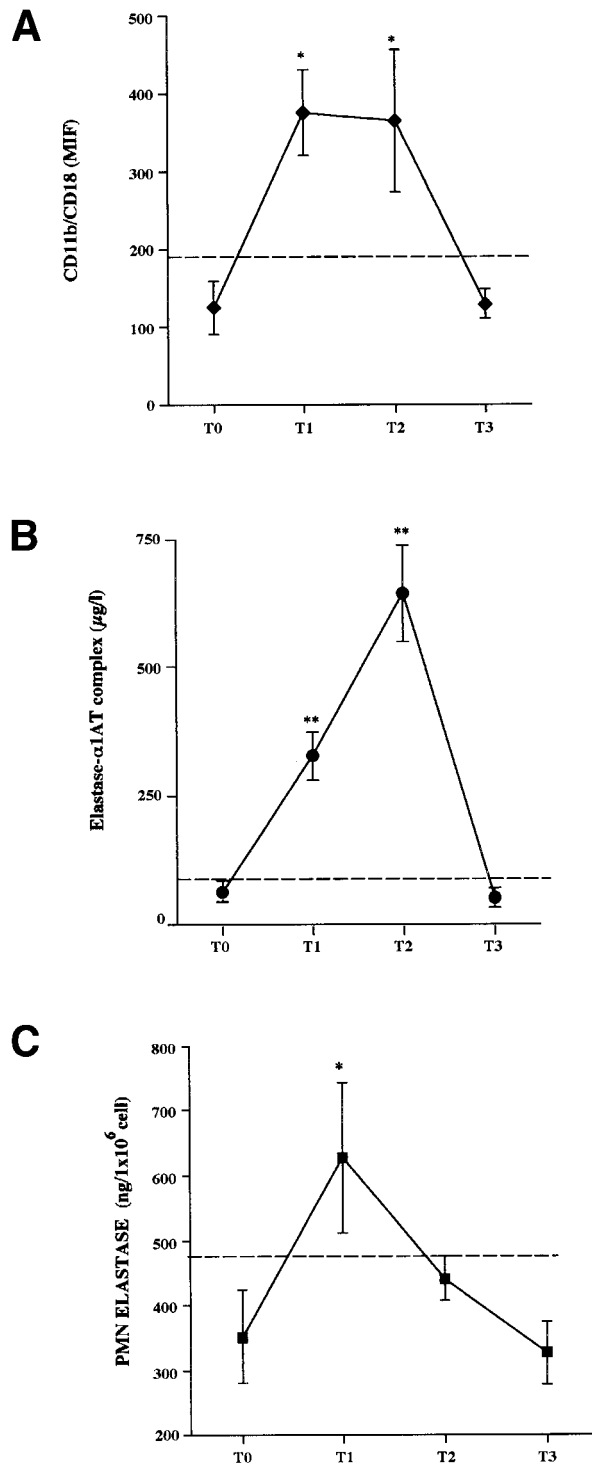 A
500
400
300
200
100
0
CD11b/CD18 (MIF)
*
*
T0 T1 T2 T3
B
750
500
250
0
Elastase-α1AT complex (µg/l)
**
**
T0 T1 T2 T3
C
800
700
600
500
400
300
200
PMN ELASTASE (ng/1x10⁶ cell)
*
T0 T1 T2 T3